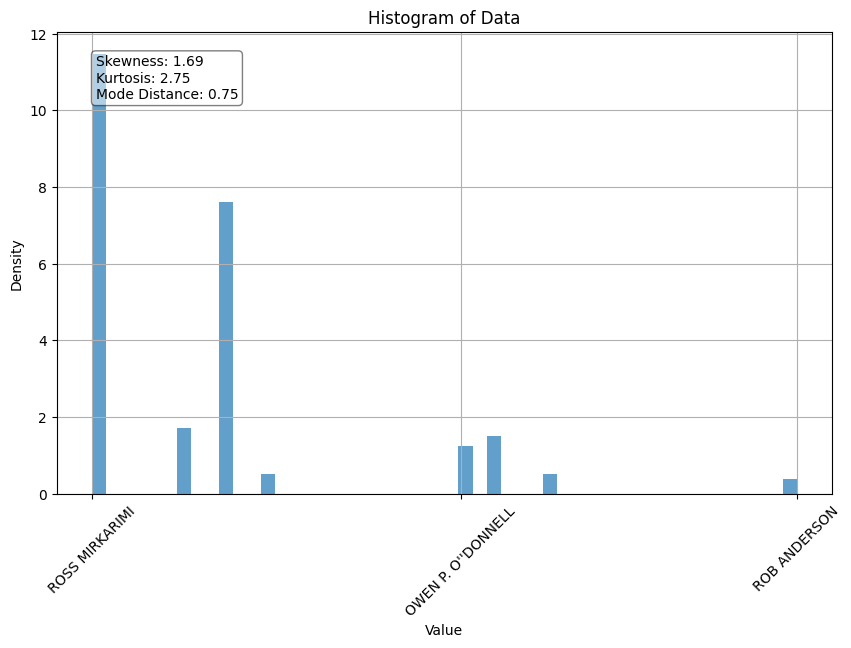 Histogram of Data
12
10
8
6
4
2
0
Density
Skewness: 1.69
Kurtosis: 2.75
Mode Distance: 0.75
ROSS MIRKARIMI
OWEN P. O''DONNELL
ROB ANDERSON
Value